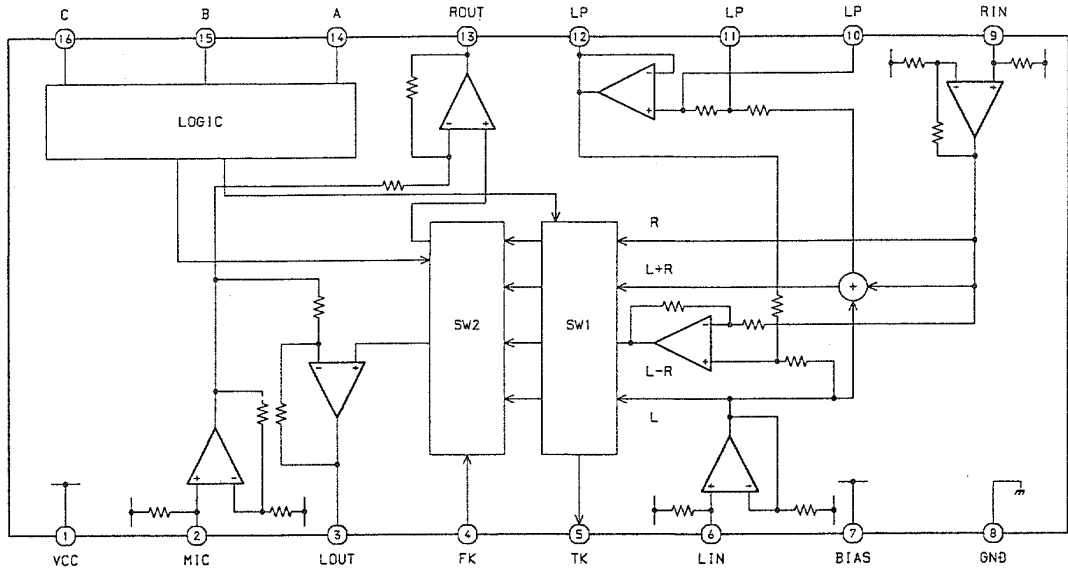 C B A ROUT LP LP LP RIN
16 15 14 13 12 11 10 9
- +
-
+
LOGIC
- +
R
L+R
+
SW2 SW1
-
+
L-R
- +
L
+ -
+ -
1 2 3 4 5 6 7 8
VCC MIC LOUT FK TK LIN BIAS GND